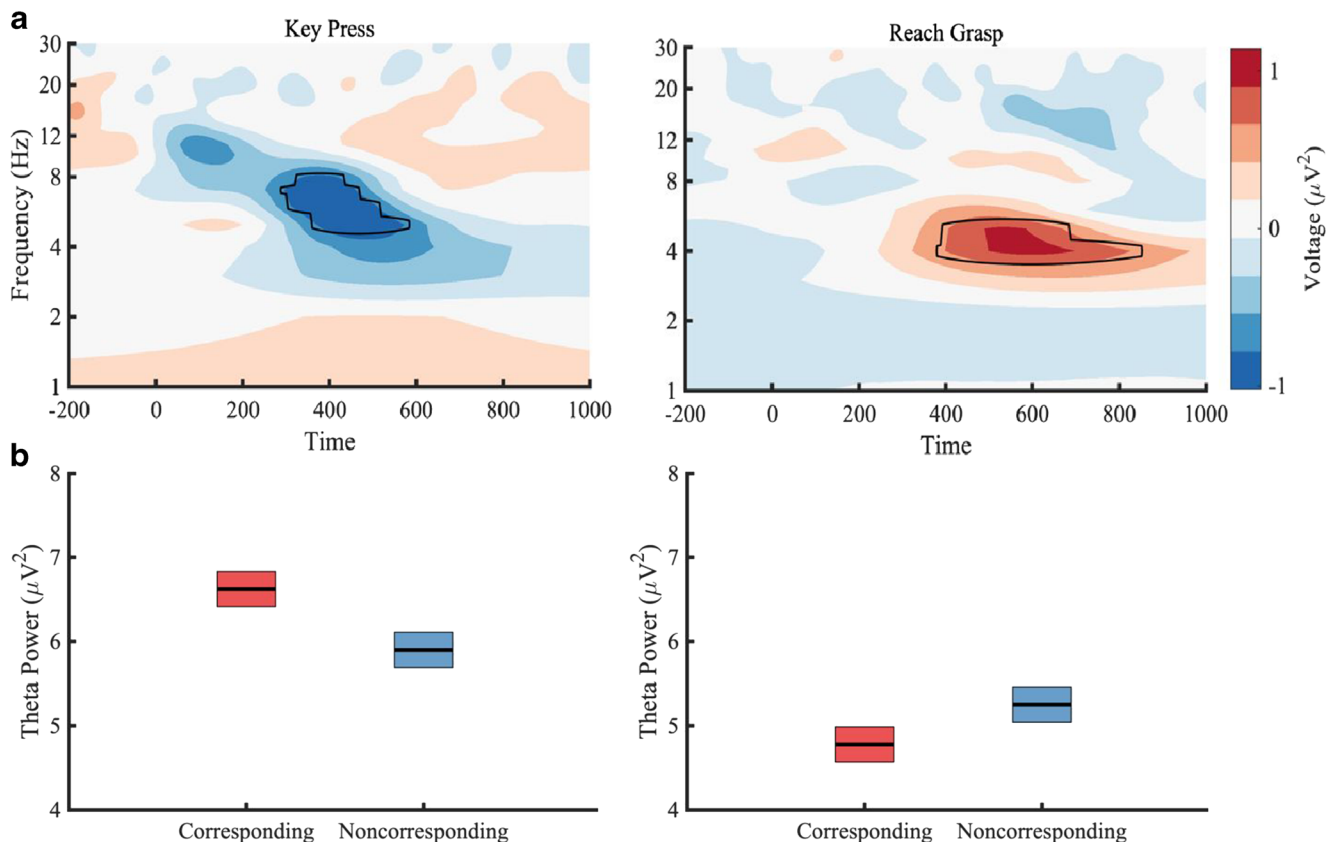 a
Key Press
Reach Grasp
Frequency (Hz)
30
20
12
8
4
2
1
-200 0 200 400 600 800 1000
Time
30
20
12
8
4
2
1
-200 0 200 400 600 800 1000
Time
1
0
-1
Voltage (μV²)
b
Theta Power (μV²)
8
7
6
5
4
Corresponding Noncorresponding
Theta Power (μV²)
8
7
6
5
4
Corresponding Noncorresponding